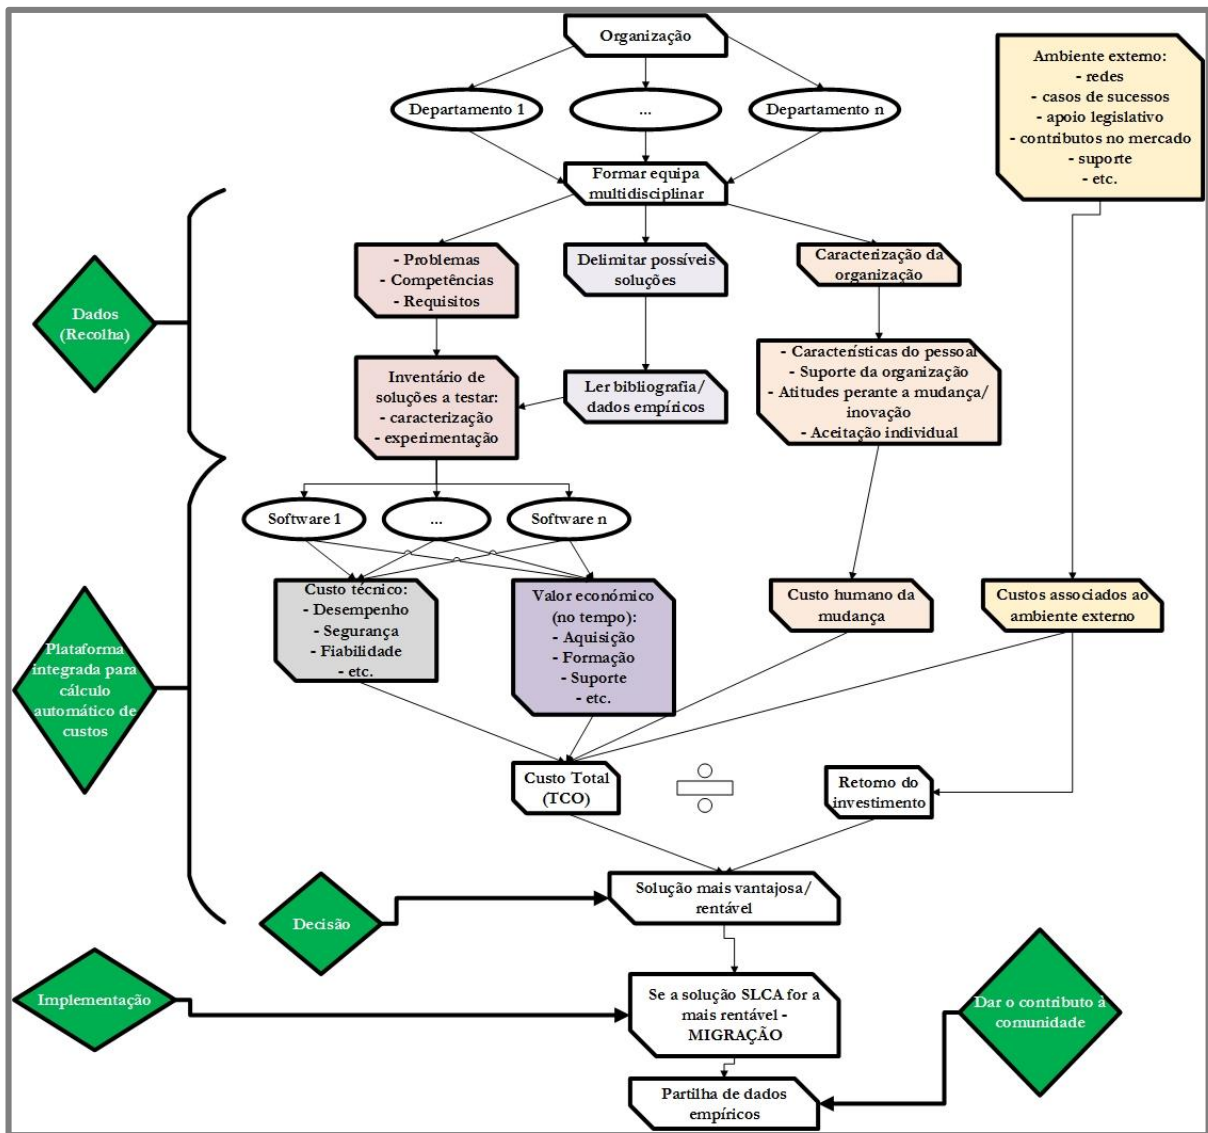 Organização
Ambiente externo:
- redes
- casos de sucessos
- apoio legislativo
- contributos no mercado
- suporte
- etc.
Departamento 1
...
Departamento n
Formar equipa
multidisciplinar
- Problemas
- Competências
- Requisitos
Delimitar possíveis
soluções
Caracterização da
organização
Dados
(Recolha)
Inventário de
soluções a testar:
- caracterização
- experimentação
Ler bibliografia/
dados empíricos
- Características do pessoal
- Suporte da organização
- Atitudes perante a mudança/
inovação
- Aceitação individual
Software 1
...
Software n
Custo técnico:
- Desempenho
- Segurança
- Fiabilidade
- etc.
Valor económico
(no tempo):
- Aquisição
- Formação
- Suporte
- etc.
Custo humano da
mudança
Custos associados ao
ambiente externo
Plataforma
integrada para
cálculo
automático de
custos
Custo Total
(TCO)
Retorno do
investimento
Solução mais vantajosa/
rentável
Decisão
Implementação
Se a solução SLCA for a
mais rentável -
MIGRAÇÃO
Dar o contributo à
comunidade
Partilha de dados
empíricos